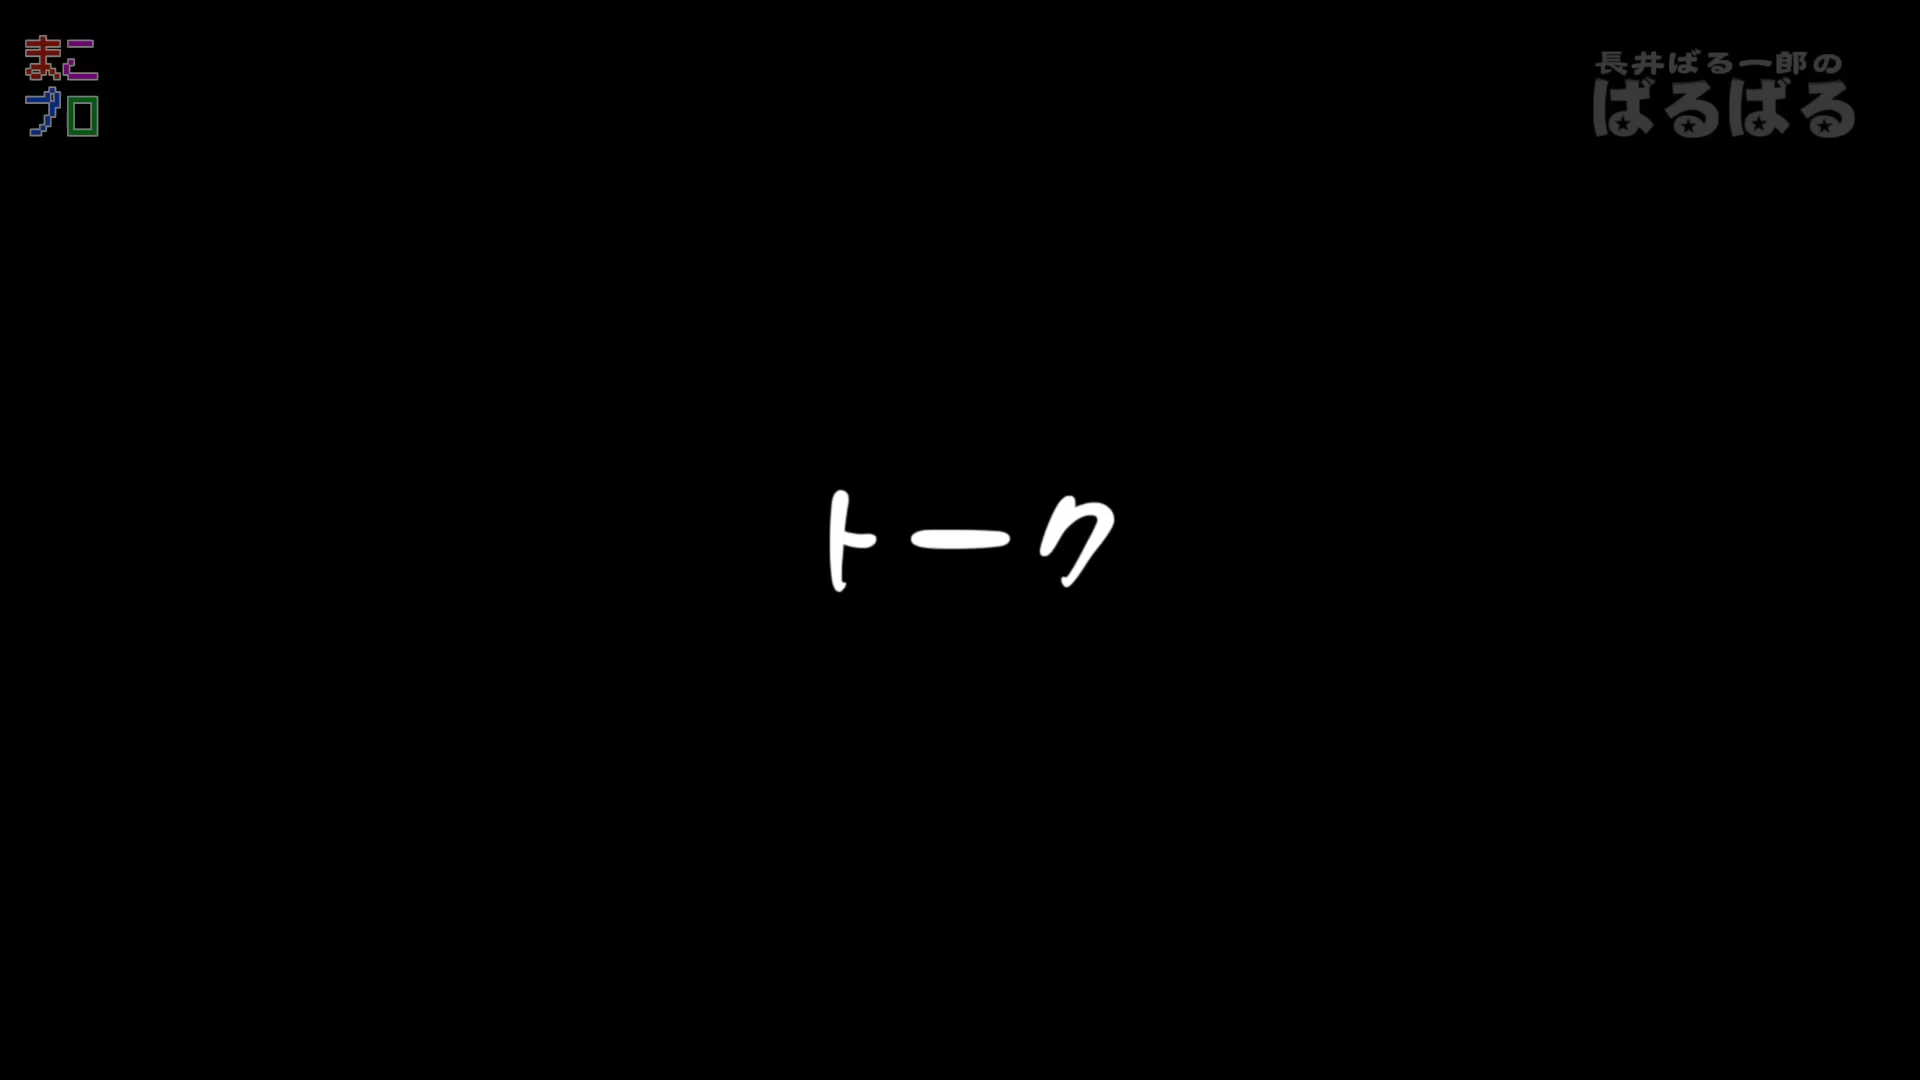 まこ
プロ
長井ばる一郎の
ばるばる
トーク